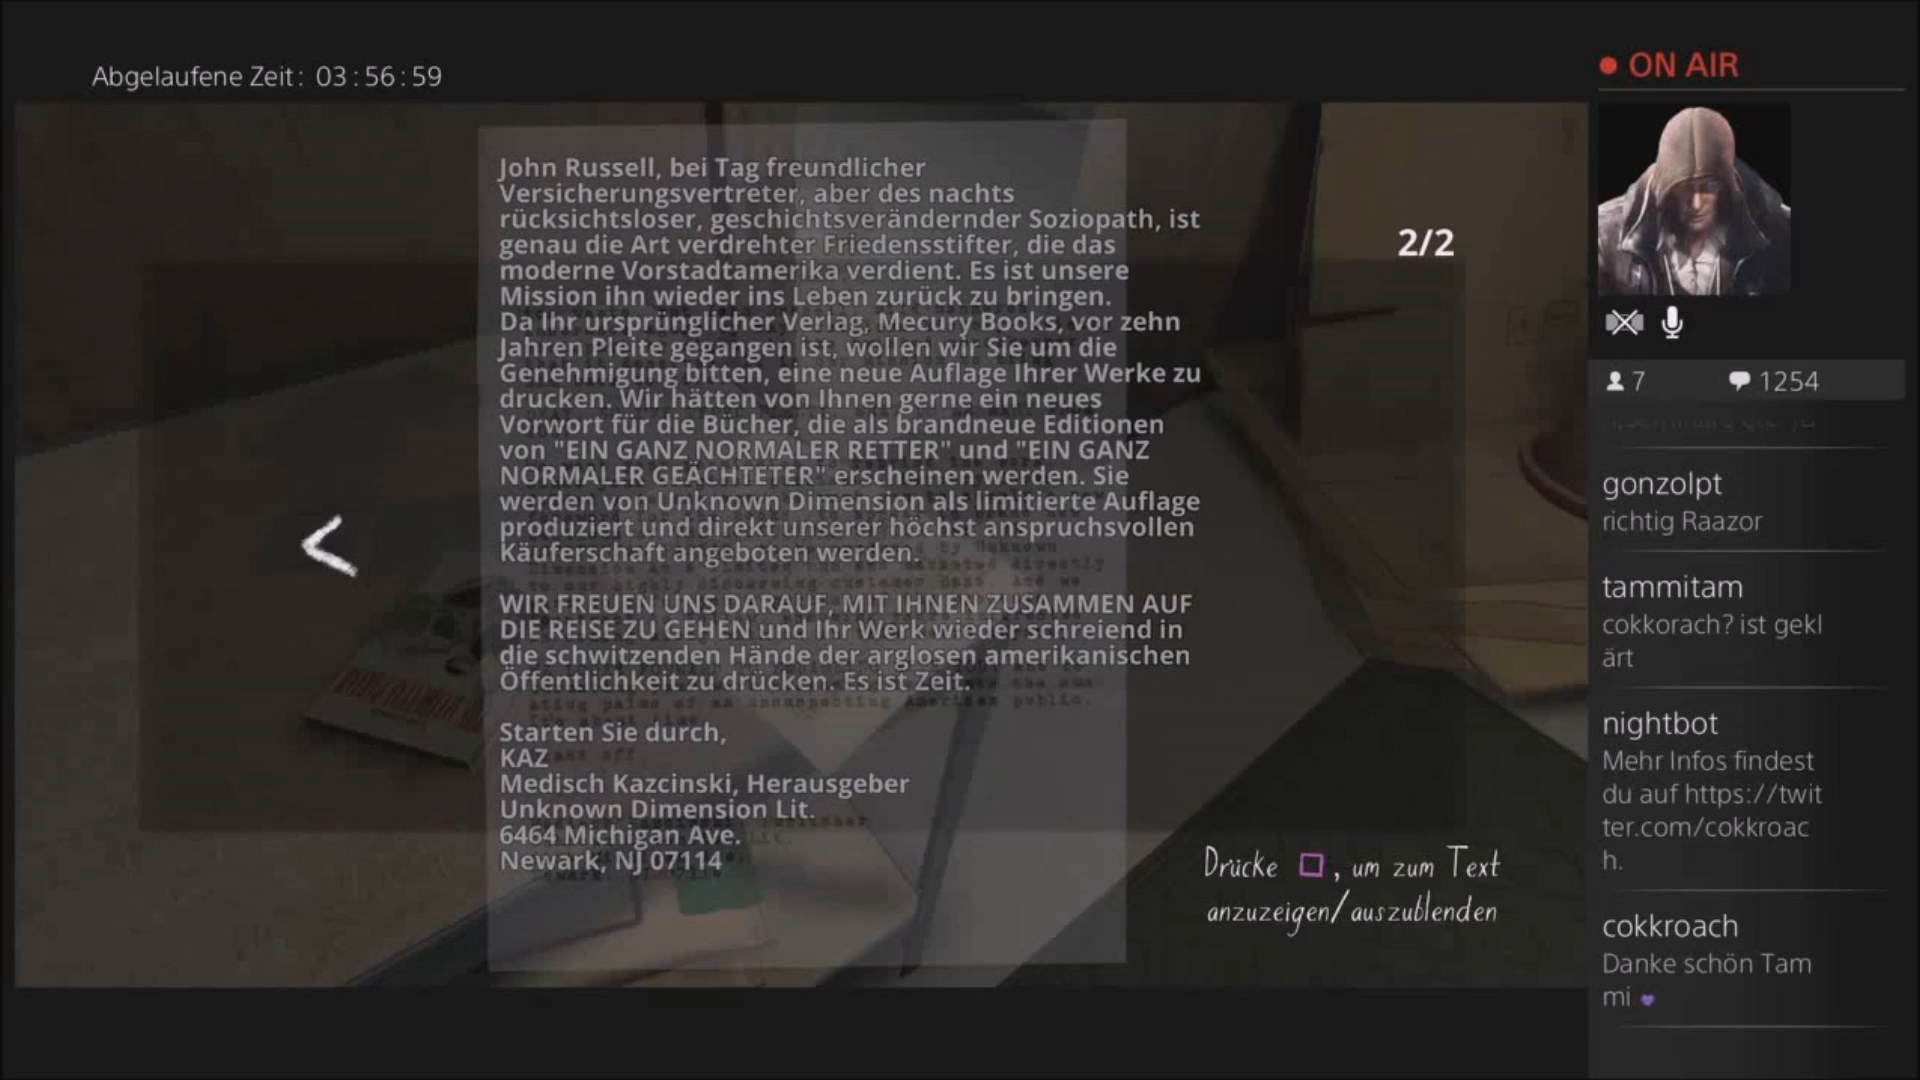 Abgelaufene Zeit: 03:56:59
John Russell, bei Tag freundlicher
Versicherungsvertreter, aber des nachts
rücksichtsloser, geschichtsverändernder Soziopath, ist
genau die Art verdrehter Friedensstifter, die das
moderne Vorstadtamerika verdient. Es ist unsere
Mission ihn wieder ins Leben zurück zu bringen.
Da Ihr ursprünglicher Verlag, Mecury Books, vor zehn
Jahren Pleite gegangen ist, wollen wir Sie um die
Genehmigung bitten, eine neue Auflage Ihrer Werke zu
drucken. Wir hätten von Ihnen gerne ein neues
Vorwort für die Bücher, die als brandneue Editionen
von "EIN GANZ NORMALER RETTER" und "EIN GANZ
NORMALER GEÄCHTETER" erscheinen werden. Sie
werden von Unknown Dimension als limitierte Auflage
produziert und direkt unserer höchst anspruchsvollen
Käuferschaft angeboten werden.
WIR FREUEN UNS DARAUF, MIT IHNEN ZUSAMMEN AUF
DIE REISE ZU GEHEN und Ihr Werk wieder schreiend in
die schwitzenden Hände der arglosen amerikanischen
Öffentlichkeit zu drücken. Es ist Zeit.
Starten Sie durch,
KAZ
Medisch Kazcinski, Herausgeber
Unknown Dimension Lit.
6464 Michigan Ave.
Newark, NJ 07114
2/2
Drücke □, um zum Text
anzuzeigen/auszublenden
ON AIR
7 1254
gonzolpt
richtig Raazor
tammitam
cokkorach? ist gekl
ärt
nightbot
Mehr Infos findest
du auf https://twit
ter.com/cokkroac
h.
cokkroach
Danke schön Tam
mi 💜